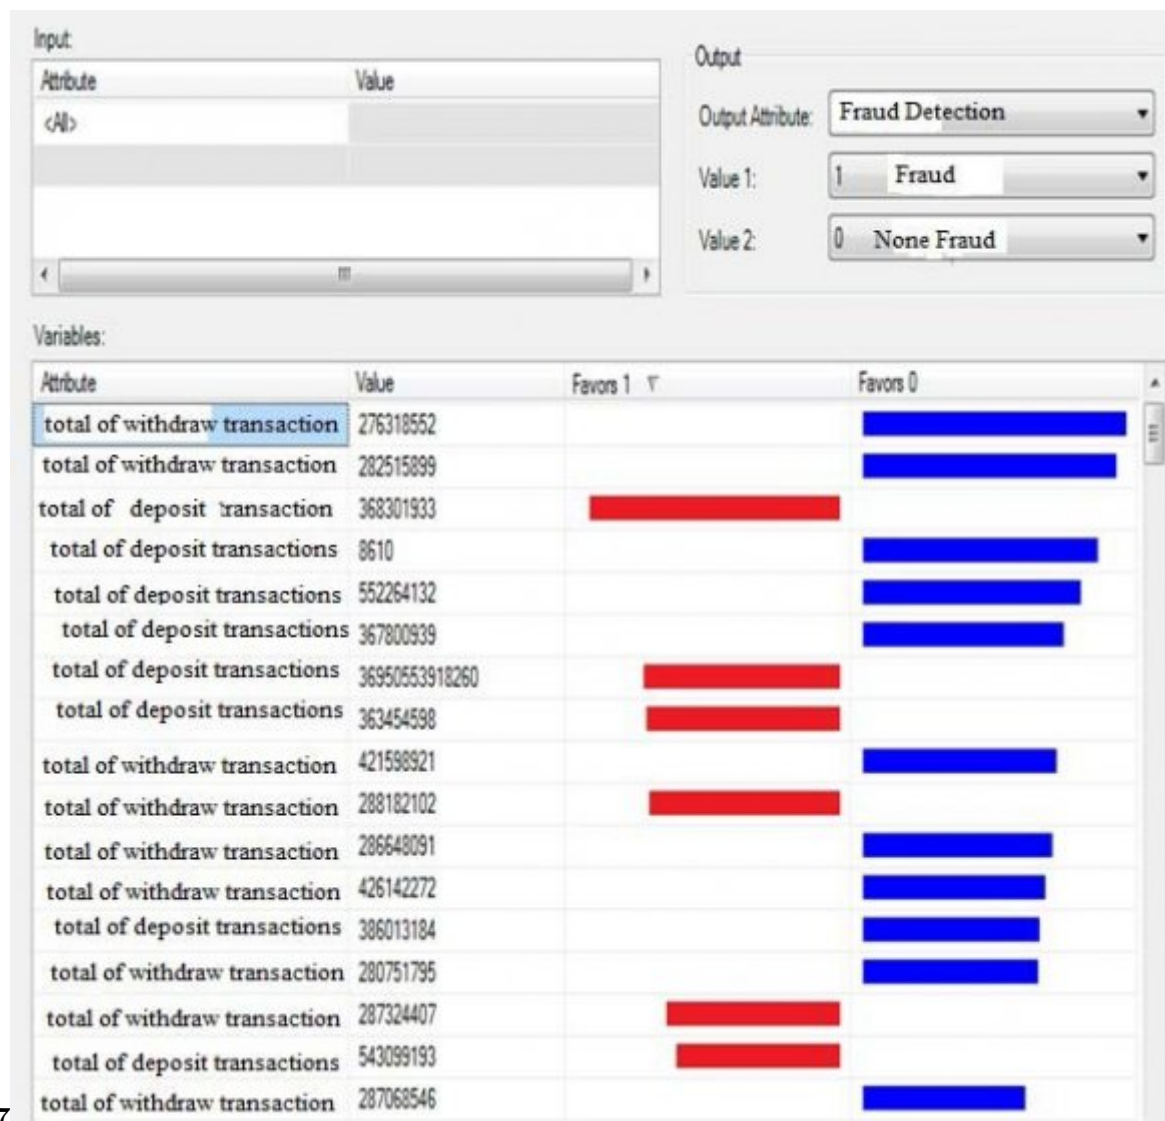 Input:
Attribute Value
<All>
Output
Output Attribute: Fraud Detection
Value 1: 1 Fraud
Value 2: 0 None Fraud
Variables:
Attribute Value Favors 1 Favors 0
total of withdraw transaction 276318552
total of withdraw transaction 282515899
total of deposit transaction 368301933
total of deposit transactions 8610
total of deposit transactions 552264132
total of deposit transactions 367800939
total of deposit transactions 36950553918260
total of deposit transactions 363454598
total of withdraw transaction 421598921
total of withdraw transaction 288182102
total of withdraw transaction 286648091
total of withdraw transaction 426142272
total of deposit transactions 386013184
total of withdraw transaction 280751795
total of withdraw transaction 287324407
total of deposit transactions 543099193
total of withdraw transaction 287068546
7